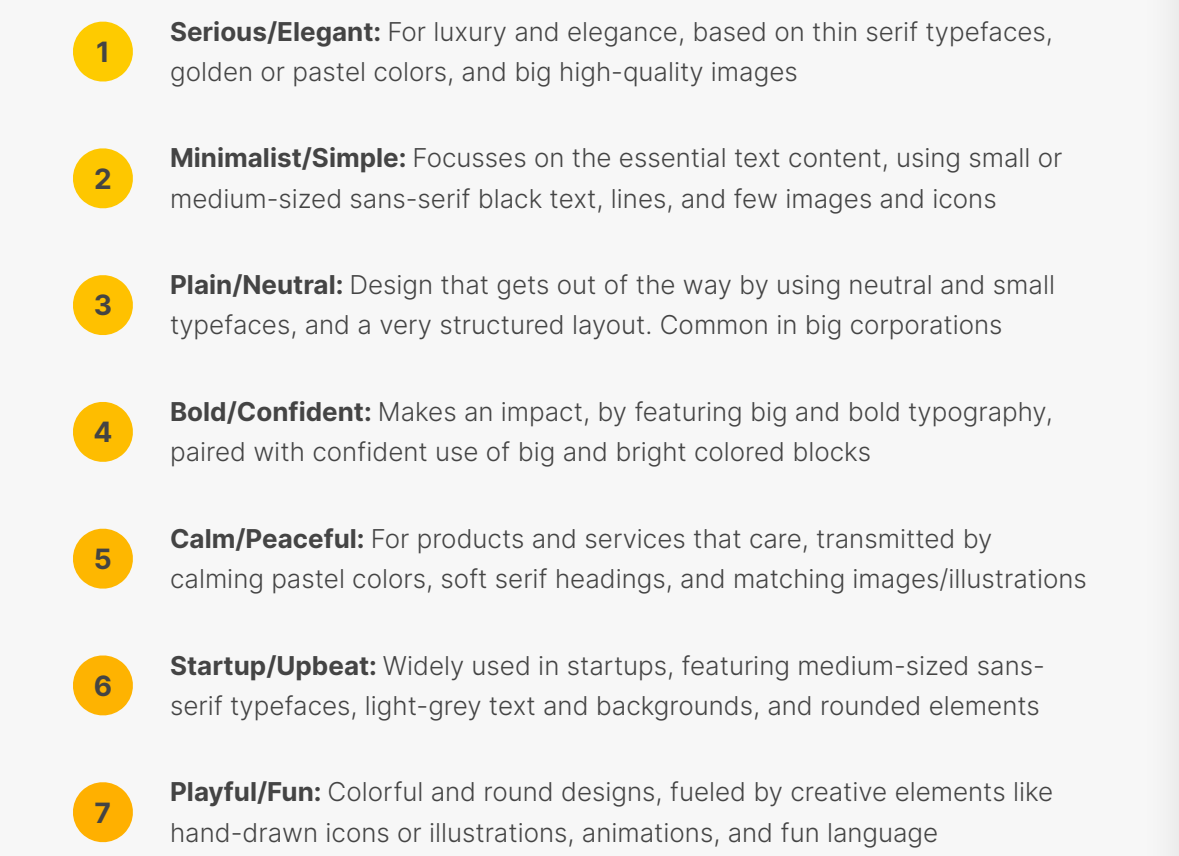 1
Serious/Elegant: For luxury and elegance, based on thin serif typefaces,
golden or pastel colors, and big high-quality images
2
Minimalist/Simple: Focusses on the essential text content, using small or
medium-sized sans-serif black text, lines, and few images and icons
3
Plain/Neutral: Design that gets out of the way by using neutral and small
typefaces, and a very structured layout. Common in big corporations
4
Bold/Confident: Makes an impact, by featuring big and bold typography,
paired with confident use of big and bright colored blocks
5
Calm/Peaceful: For products and services that care, transmitted by
calming pastel colors, soft serif headings, and matching images/illustrations
6
Startup/Upbeat: Widely used in startups, featuring medium-sized sans-
serif typefaces, light-grey text and backgrounds, and rounded elements
7
Playful/Fun: Colorful and round designs, fueled by creative elements like
hand-drawn icons or illustrations, animations, and fun language